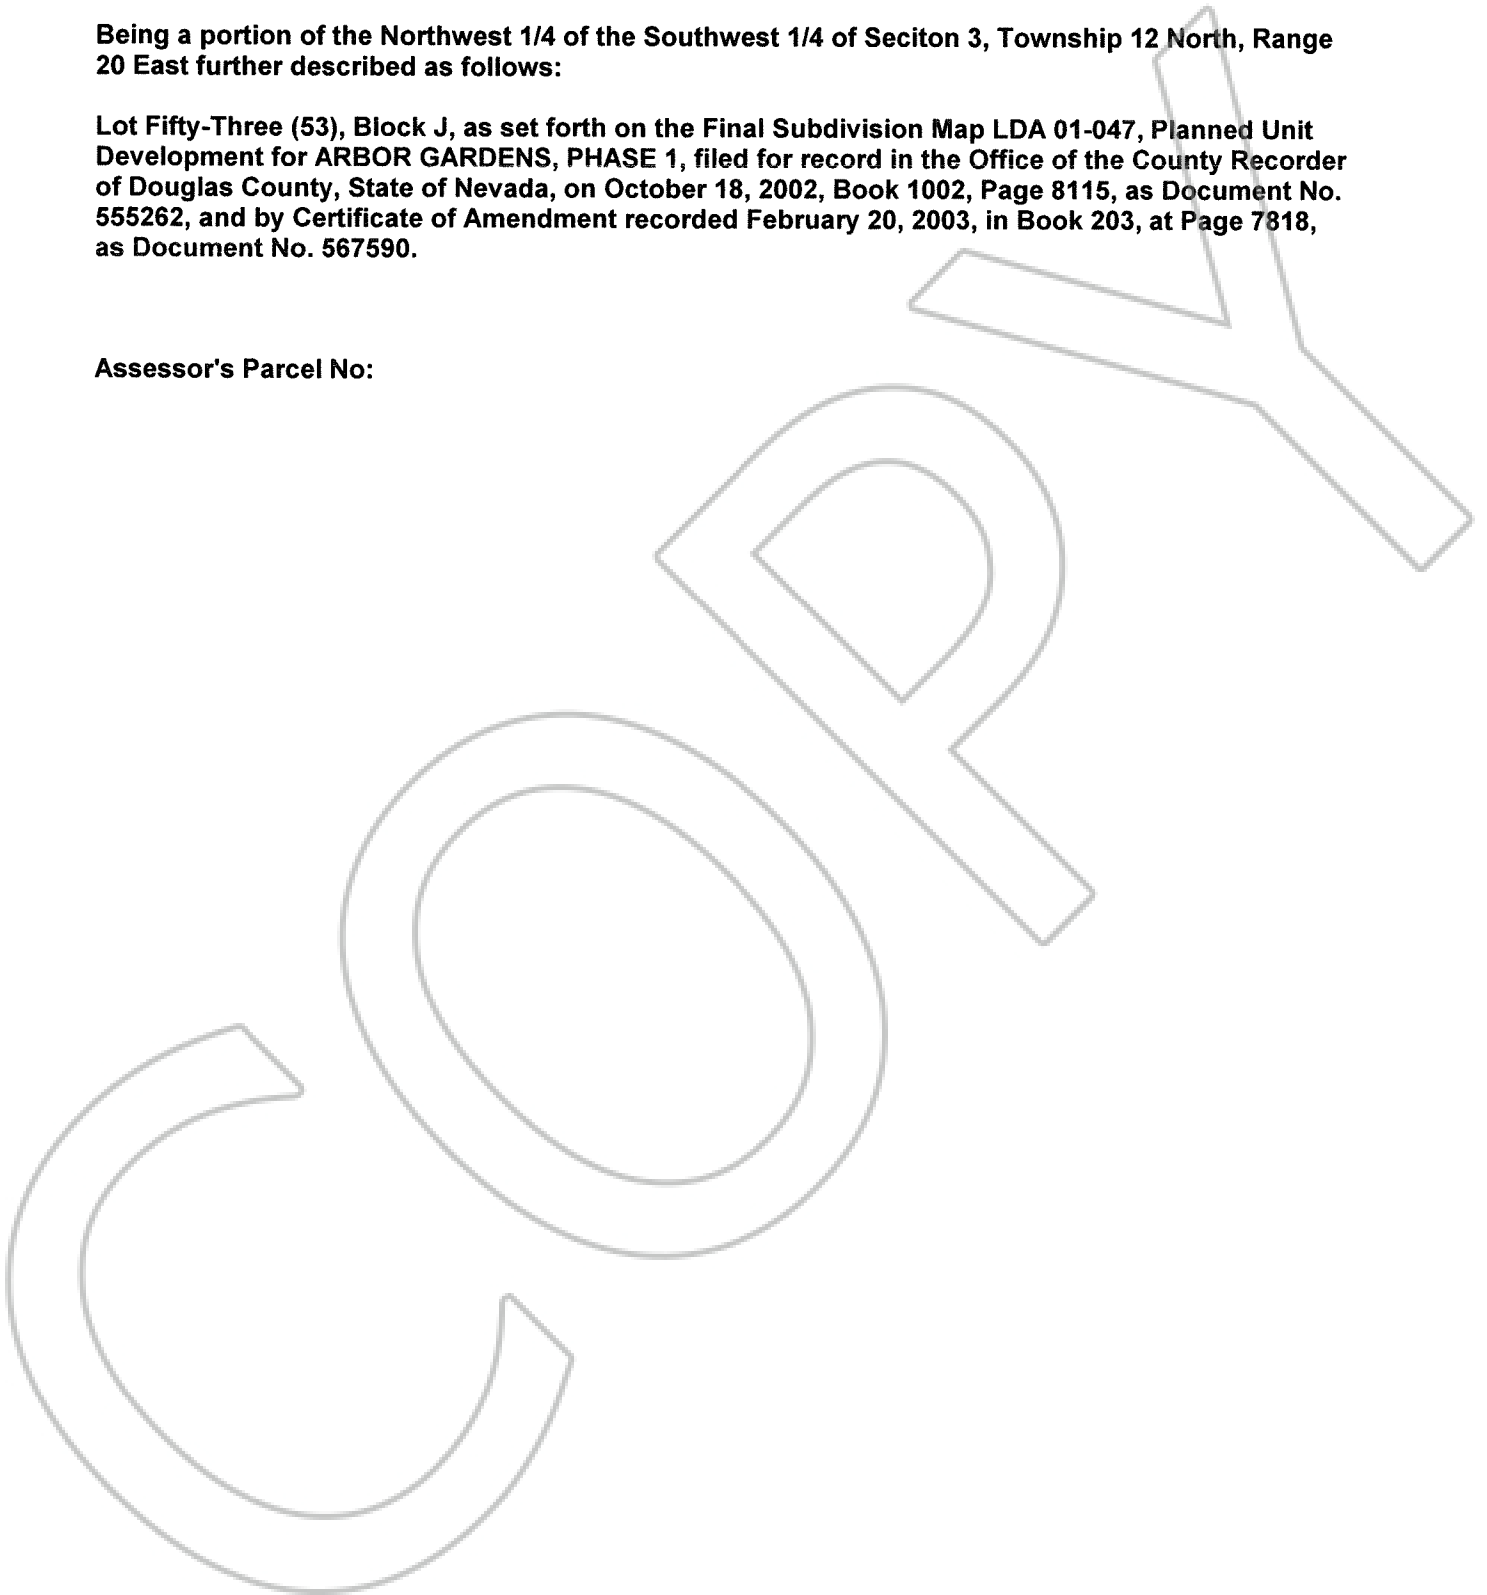 Being a portion of the Northwest 1/4 of the Southwest 1/4 of Seciton 3, Township 12 North, Range
20 East further described as follows:
Lot Fifty-Three (53), Block J, as set forth on the Final Subdivision Map LDA 01-047, Planned Unit
Development for ARBOR GARDENS, PHASE 1, filed for record in the Office of the County Recorder
of Douglas County, State of Nevada, on October 18, 2002, Book 1002, Page 8115, as Document No.
555262, and by Certificate of Amendment recorded February 20, 2003, in Book 203, at Page 7818,
as Document No. 567590.
Assessor's Parcel No:
COPY